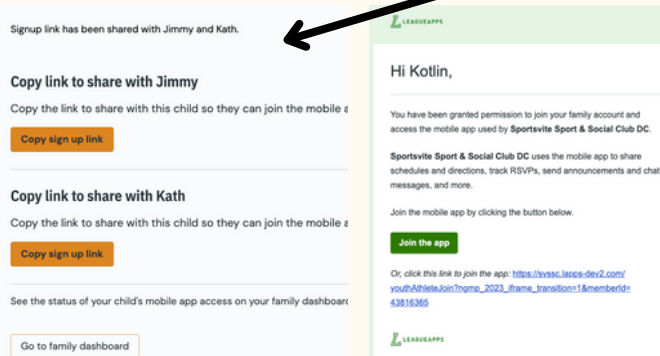 Signup link has been shared with Jimmy and Kath.
Copy link to share with Jimmy
Copy the link to share with this child so they can join the mobile a
Copy sign up link
Copy link to share with Kath
Copy the link to share with this child so they can join the mobile a
Copy sign up link
See the status of your child's mobile app access on your family dashboard
Go to family dashboard
LEAGUEAPPS
Hi Kotlin,
You have been granted permission to join your family account and
access the mobile app used by Sportsvite Sport & Social Club DC.
Sportsvite Sport & Social Club DC uses the mobile app to share
schedules and directions, track RSVPs, send announcements and chat
messages, and more.
Join the mobile app by clicking the button below.
Join the app
Or, click this link to join the app: https://svssc.lapps-dev2.com/
youthAthleteJoin?ngmp_2023_iframe_transition=1&memberId=
43816365
LEAGUEAPPS